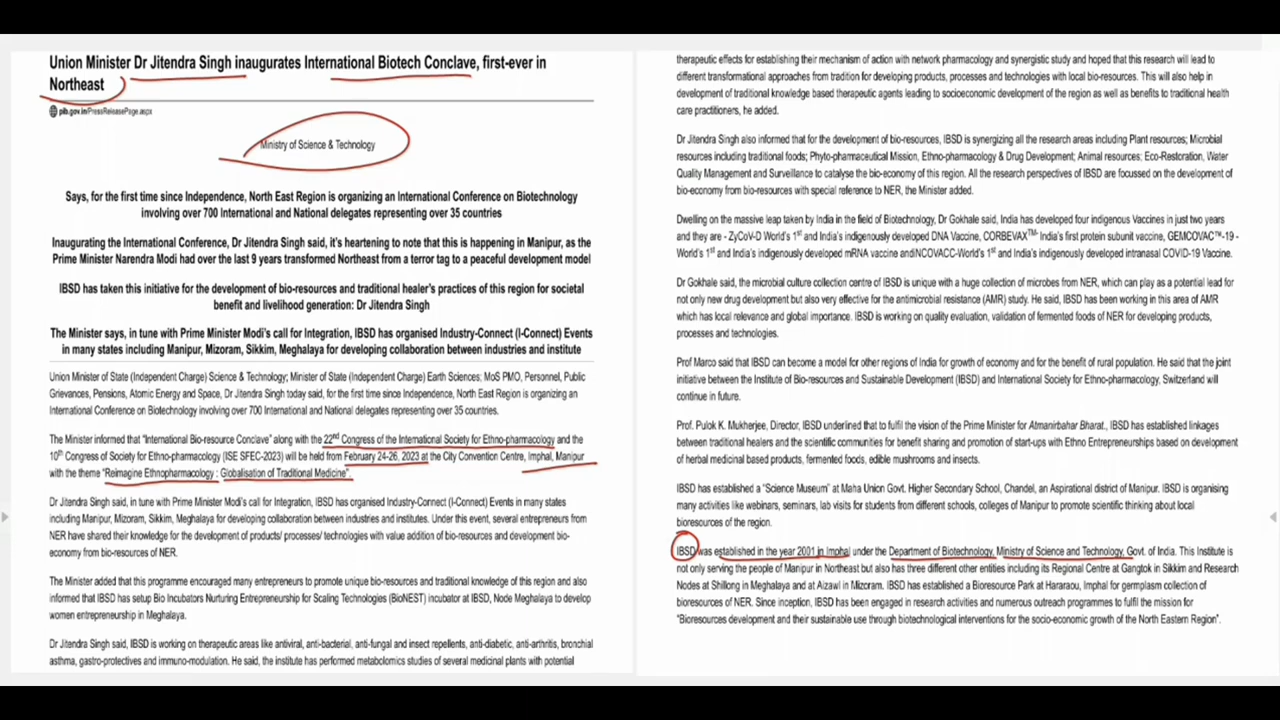 Union Minister Dr Jitendra Singh inaugurates International Biotech Conclave, first-ever in
Northeast
pib.gov.in/PressReleasePage.aspx
Ministry of Science & Technology
Says, for the first time since Independence, North East Region is organizing an International Conference on Biotechnology
involving over 700 International and National delegates representing over 35 countries
Inaugurating the International Conference, Dr Jitendra Singh said, it's heartening to note that this is happening in Manipur, as the
Prime Minister Narendra Modi had over the last 9 years transformed Northeast from a terror tag to a peaceful development model
IBSD has taken this initiative for the development of bio-resources and traditional healer's practices of this region for societal
benefit and livelihood generation: Dr Jitendra Singh
The Minister says, in tune with Prime Minister Modi's call for Integration, IBSD has organised Industry-Connect (I-Connect) Events
in many states including Manipur, Mizoram, Sikkim, Meghalaya for developing collaboration between industries and institute
Union Minister of State (Independent Charge) Science & Technology; Minister of State (Independent Charge) Earth Sciences; MoS PMO, Personnel, Public
Grievances, Pensions, Atomic Energy and Space, Dr Jitendra Singh today said, for the first time since Independence, North East Region is organizing an
International Conference on Biotechnology involving over 700 International and National delegates representing over 35 countries.
The Minister informed that "International Bio-resource Conclave" along with the 22nd Congress of the International Society for Ethno-pharmacology and the
10th Congress of Society for Ethno-pharmacology (ISE SFEC-2023) will be held from February 24-26, 2023 at the City Convention Centre, Imphal, Manipur
with the theme "Reimagine Ethnopharmacology : Globalisation of Traditional Medicine".
Dr Jitendra Singh said, in tune with Prime Minister Modi's call for Integration, IBSD has organised Industry-Connect (I-Connect) Events in many states
including Manipur, Mizoram, Sikkim, Meghalaya for developing collaboration between industries and institutes. Under this event, several entrepreneurs from
NER have shared their knowledge for the development of products/ processes/ technologies with value addition of bio-resources and development bio-
economy from bio-resources of NER.
The Minister added that this programme encouraged many entrepreneurs to promote unique bio-resources and traditional knowledge of this region and also
informed that IBSD has setup Bio Incubators Nurturing Entrepreneurship for Scaling Technologies (BioNEST) incubator at IBSD, Node Meghalaya to develop
women entrepreneurship in Meghalaya.
Dr Jitendra Singh said, IBSD is working on therapeutic areas like antiviral, anti-bacterial, anti-fungal and insect repellents, anti-diabetic, anti-arthritis, bronchial
asthma, gastro-protectives and immuno-modulation. He said, the institute has performed metabolomics studies of several medicinal plants with potential
therapeutic effects for establishing their mechanism of action with network pharmacology and synergistic study and hoped that this research will lead to
different transformational approaches from tradition for developing products, processes and technologies with local bio-resources. This will also help in
development of traditional knowledge based therapeutic agents leading to socioeconomic development of the region as well as benefits to traditional health
care practitioners, he added.
Dr Jitendra Singh also informed that for the development of bio-resources, IBSD is synergizing all the research areas including Plant resources; Microbial
resources including traditional foods; Phyto-pharmaceutical Mission, Ethno-pharmacology & Drug Development; Animal resources: Eco-Restoration, Water
Quality Management and Surveillance to catalyse the bio-economy of this region. All the research perspectives of IBSD are focussed on the development of
bio-economy from bio-resources with special reference to NER, the Minister added.
Dwelling on the massive leap taken by India in the field of Biotechnology, Dr Gokhale said, India has developed four indigenous Vaccines in just two years
and they are - ZyCoV-D World's 1st and India's indigenously developed DNA Vaccine, CORBEVAX™- India's first protein subunit vaccine, GEMCOVAC™-19 -
World's 1st and India's indigenously developed mRNA vaccine andiNCOVACC-World's 1st and India's indigenously developed intranasal COVID-19 Vaccine.
Dr Gokhale said, the microbial culture collection centre of IBSD is unique with a huge collection of microbes from NER, which can play as a potential lead for
not only new drug development but also very effective for the antimicrobial resistance (AMR) study. He said, IBSD has been working in this area of AMR
which has local relevance and global importance. IBSD is working on quality evaluation, validation of fermented foods of NER for developing products,
processes and technologies.
Prof Marco said that IBSD can become a model for other regions of India for growth of economy and for the benefit of rural population. He said that the joint
initiative between the Institute of Bio-resources and Sustainable Development (IBSD) and International Society for Ethno-pharmacology, Switzerland will
continue in future.
Prof. Pulok K. Mukherjee, Director, IBSD underlined that to fulfil the vision of the Prime Minister for Atmanirbhar Bharat., IBSD has established linkages
between traditional healers and the scientific communities for benefit sharing and promotion of start-ups with Ethno Entrepreneurships based on development
of herbal medicinal based products, fermented foods, edible mushrooms and insects.
IBSD has established a "Science Museum" at Maha Union Govt. Higher Secondary School, Chandel, an Aspirational district of Manipur. IBSD is organising
many activities like webinars, seminars, lab visits for students from different schools, colleges of Manipur to promote scientific thinking about local
bioresources of the region.
IBSD was established in the year 2001 in Imphal under the Department of Biotechnology, Ministry of Science and Technology, Govt. of India. This Institute is
not only serving the people of Manipur in Northeast but also has three different other entities including its Regional Centre at Gangtok in Sikkim and Research
Nodes at Shillong in Meghalaya and at Aizawl in Mizoram. IBSD has established a Bioresource Park at Hararaou, Imphal for germplasm collection of
bioresources of NER. Since inception, IBSD has been engaged in research activities and numerous outreach programmes to fulfil the mission for
"Bioresources development and their sustainable use through biotechnological interventions for the socio-economic growth of the North Eastern Region".